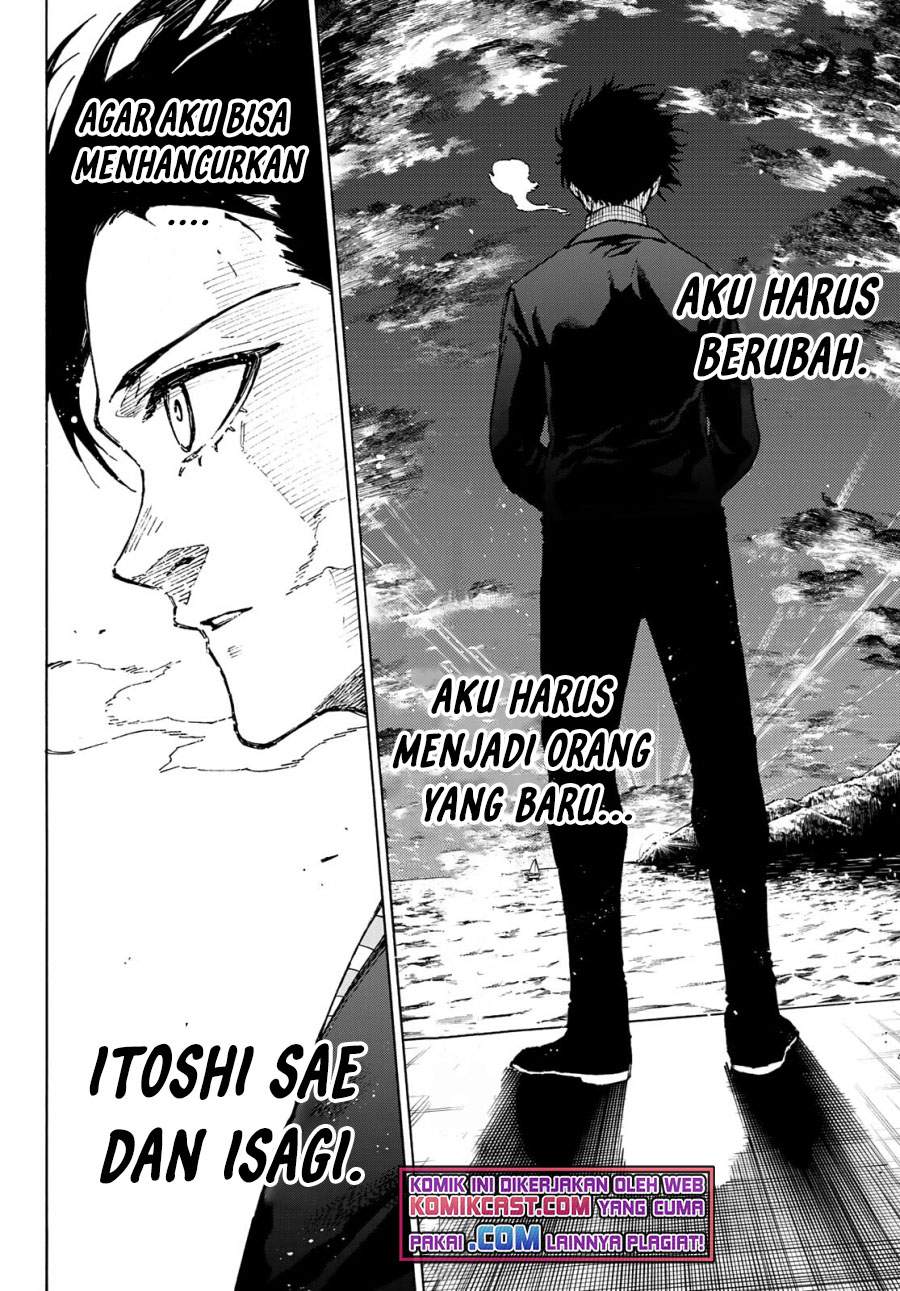 AKU HARUS
BERUBAH.
AKU HARUS
MENJADI ORANG
YANG BARU...
AGAR AKU BISA
MENHANCURKAN
....
ITOSHI SAE
DAN ISAGI.
KOMIK INI DIKERJAKAN OLEH WEB
KOMIKCAST.COM YANG CUMA
PAKAI .COM LAINNYA PLAGIAT!